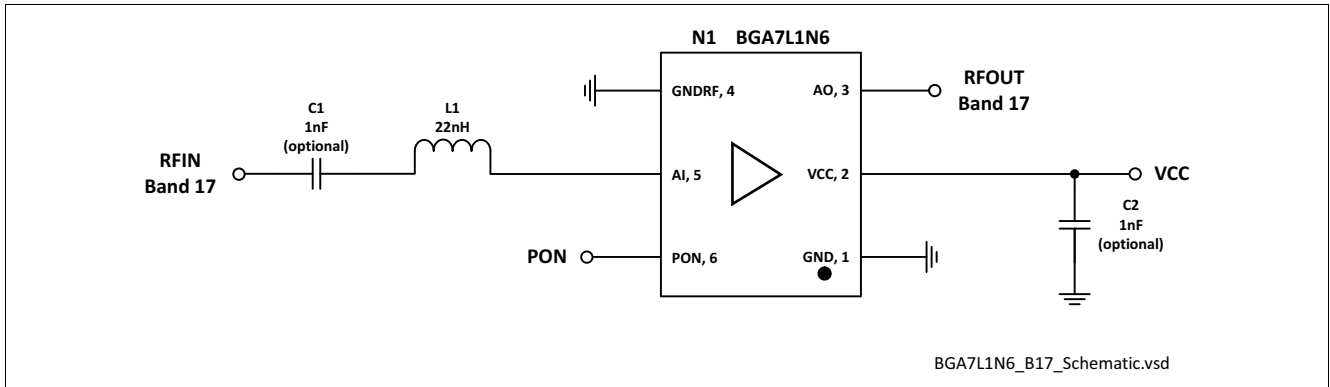 N1 BGA7L1N6
GNDRF, 4
AO, 3
RFOUT
Band 17
C1
1nF
(optional)
L1
22nH
RFIN
Band 17
AI, 5
VCC, 2
VCC
C2
1nF
(optional)
PON
PON, 6
GND, 1
BGA7L1N6_B17_Schematic.vsd